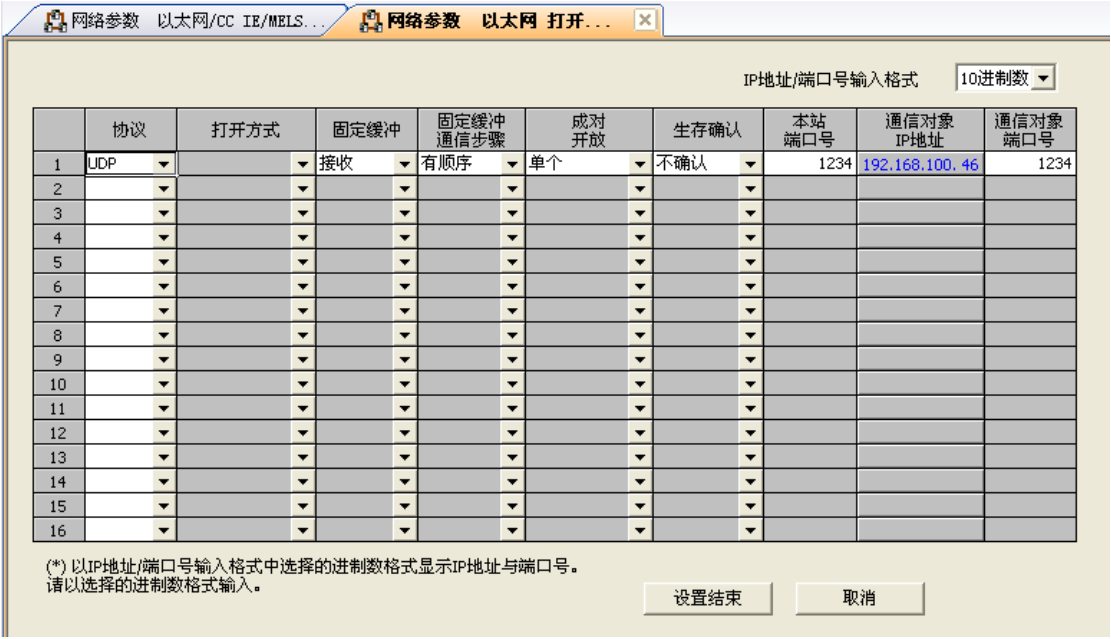 网络参数 以太网/CC IE/MELS... 网络参数 以太网 打开...
IP地址/端口号输入格式 10进制数
协议 打开方式 固定缓冲 固定缓冲 通信步骤 成对 开放 生存确认 本站 端口号 通信对象 IP地址 通信对象 端口号
1 UDP 接收 有顺序 单个 不确认 1234 192.168.100. 46 1234
2
3
4
5
6
7
8
9
10
11
12
13
14
15
16
(*) 以IP地址/端口号输入格式中选择的进制数格式显示IP地址与端口号。
请以选择的进制数格式输入。
设置结束 取消